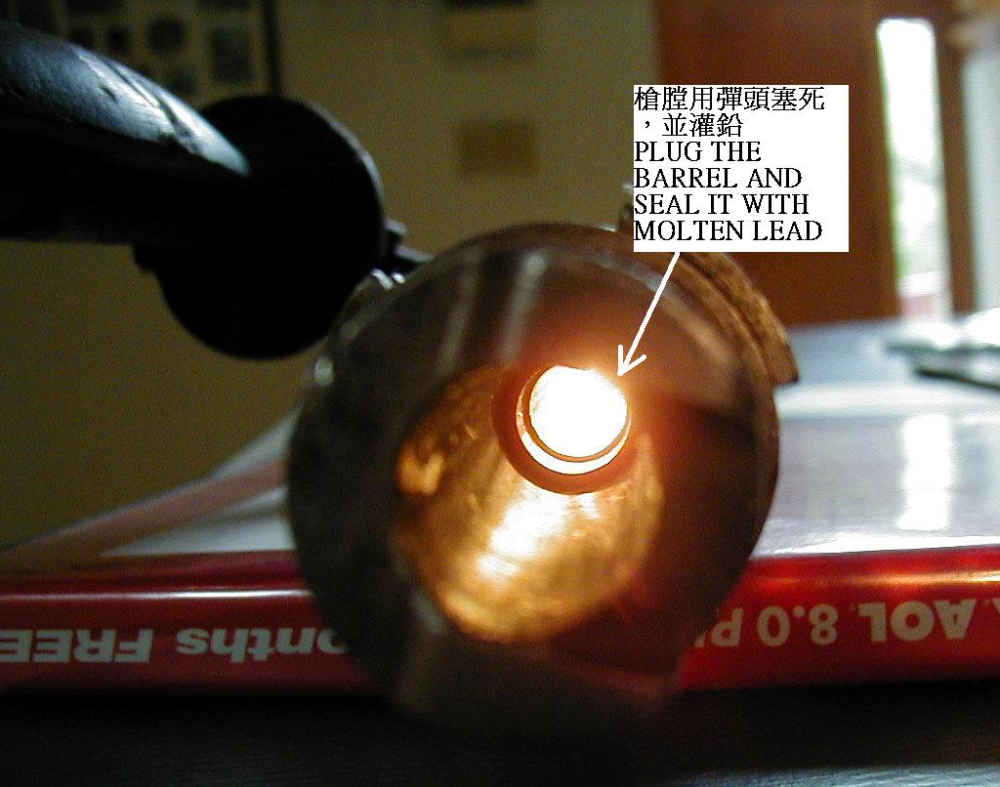 槍膛用彈頭塞死
，並灌鉛
PLUG THE
BARREL AND
SEAL IT WITH
MOLTEN LEAD
AOL 8.0 P
onths FREE